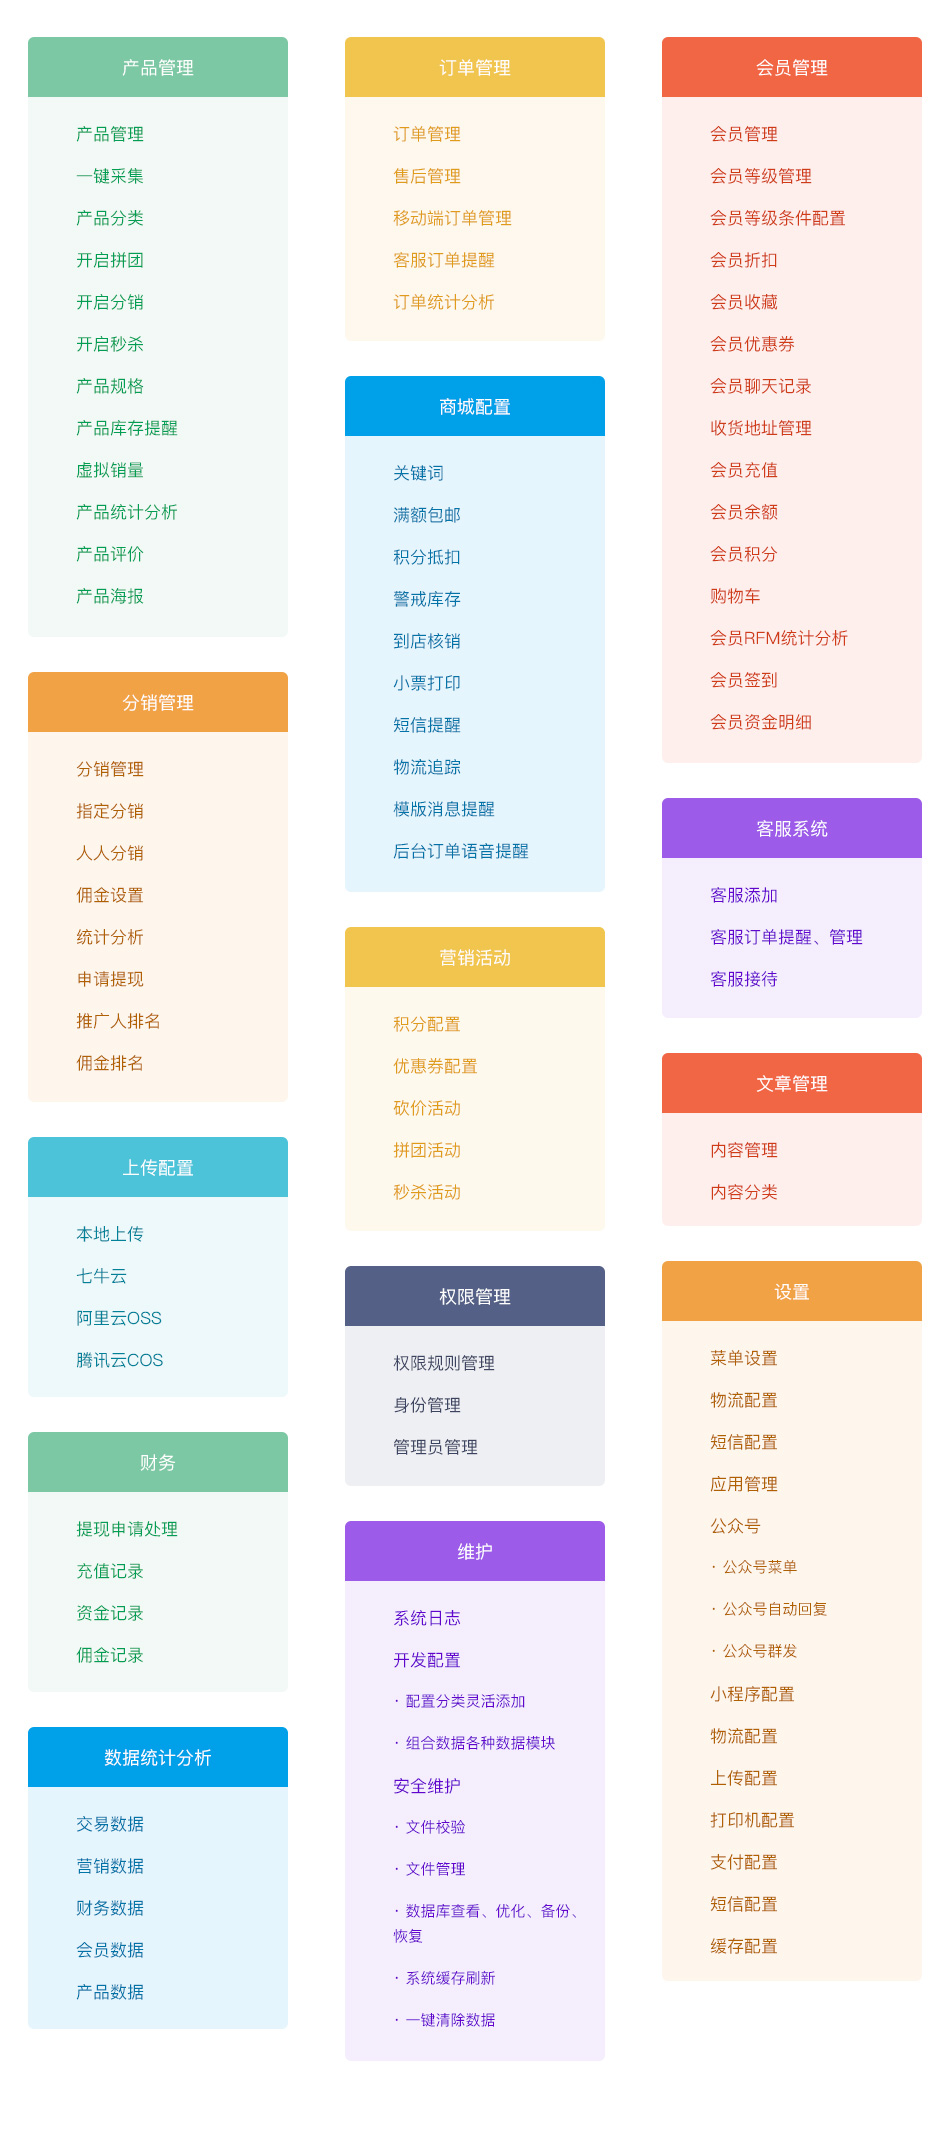 产品管理
产品管理
一键采集
产品分类
开启拼团
开启分销
开启秒杀
产品规格
产品库存提醒
虚拟销量
产品统计分析
产品评价
产品海报
分销管理
分销管理
指定分销
人人分销
佣金设置
统计分析
申请提现
推广人排名
佣金排名
上传配置
本地上传
七牛云
阿里云OSS
腾讯云COS
财务
提现申请处理
充值记录
资金记录
佣金记录
数据统计分析
交易数据
营销数据
财务数据
会员数据
产品数据
订单管理
订单管理
售后管理
移动端订单管理
客服订单提醒
订单统计分析
商城配置
关键词
满额包邮
积分抵扣
警戒库存
到店核销
小票打印
短信提醒
物流追踪
模版消息提醒
后台订单语音提醒
营销活动
积分配置
优惠券配置
砍价活动
拼团活动
秒杀活动
权限管理
权限规则管理
身份管理
管理员管理
维护
系统日志
开发配置
· 配置分类灵活添加
· 组合数据各种数据模块
安全维护
· 文件校验
· 文件管理
· 数据库查看、优化、备份、
恢复
· 系统缓存刷新
· 一键清除数据
会员管理
会员管理
会员等级管理
会员等级条件配置
会员折扣
会员收藏
会员优惠券
会员聊天记录
收货地址管理
会员充值
会员余额
会员积分
购物车
会员RFM统计分析
会员签到
会员资金明细
客服系统
客服添加
客服订单提醒、管理
客服接待
文章管理
内容管理
内容分类
设置
菜单设置
物流配置
短信配置
应用管理
公众号
· 公众号菜单
· 公众号自动回复
· 公众号群发
小程序配置
物流配置
上传配置
打印机配置
支付配置
短信配置
缓存配置